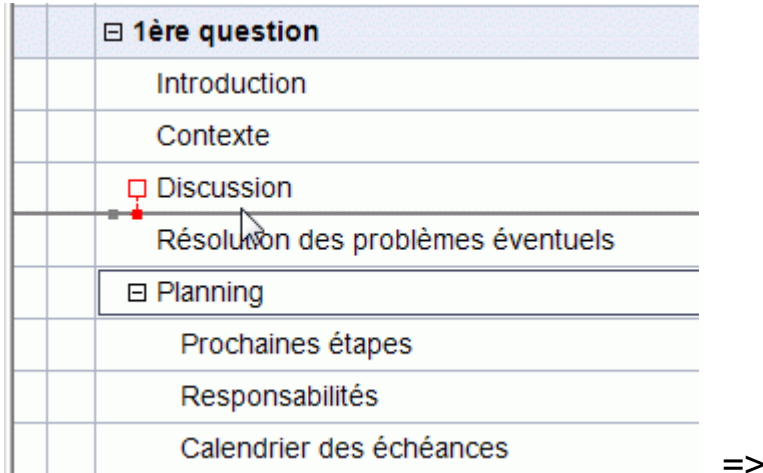 1ère question
Introduction
Contexte
Discussion
Résolution des problèmes éventuels
Planning
Prochaines étapes
Responsabilités
Calendrier des échéances =>